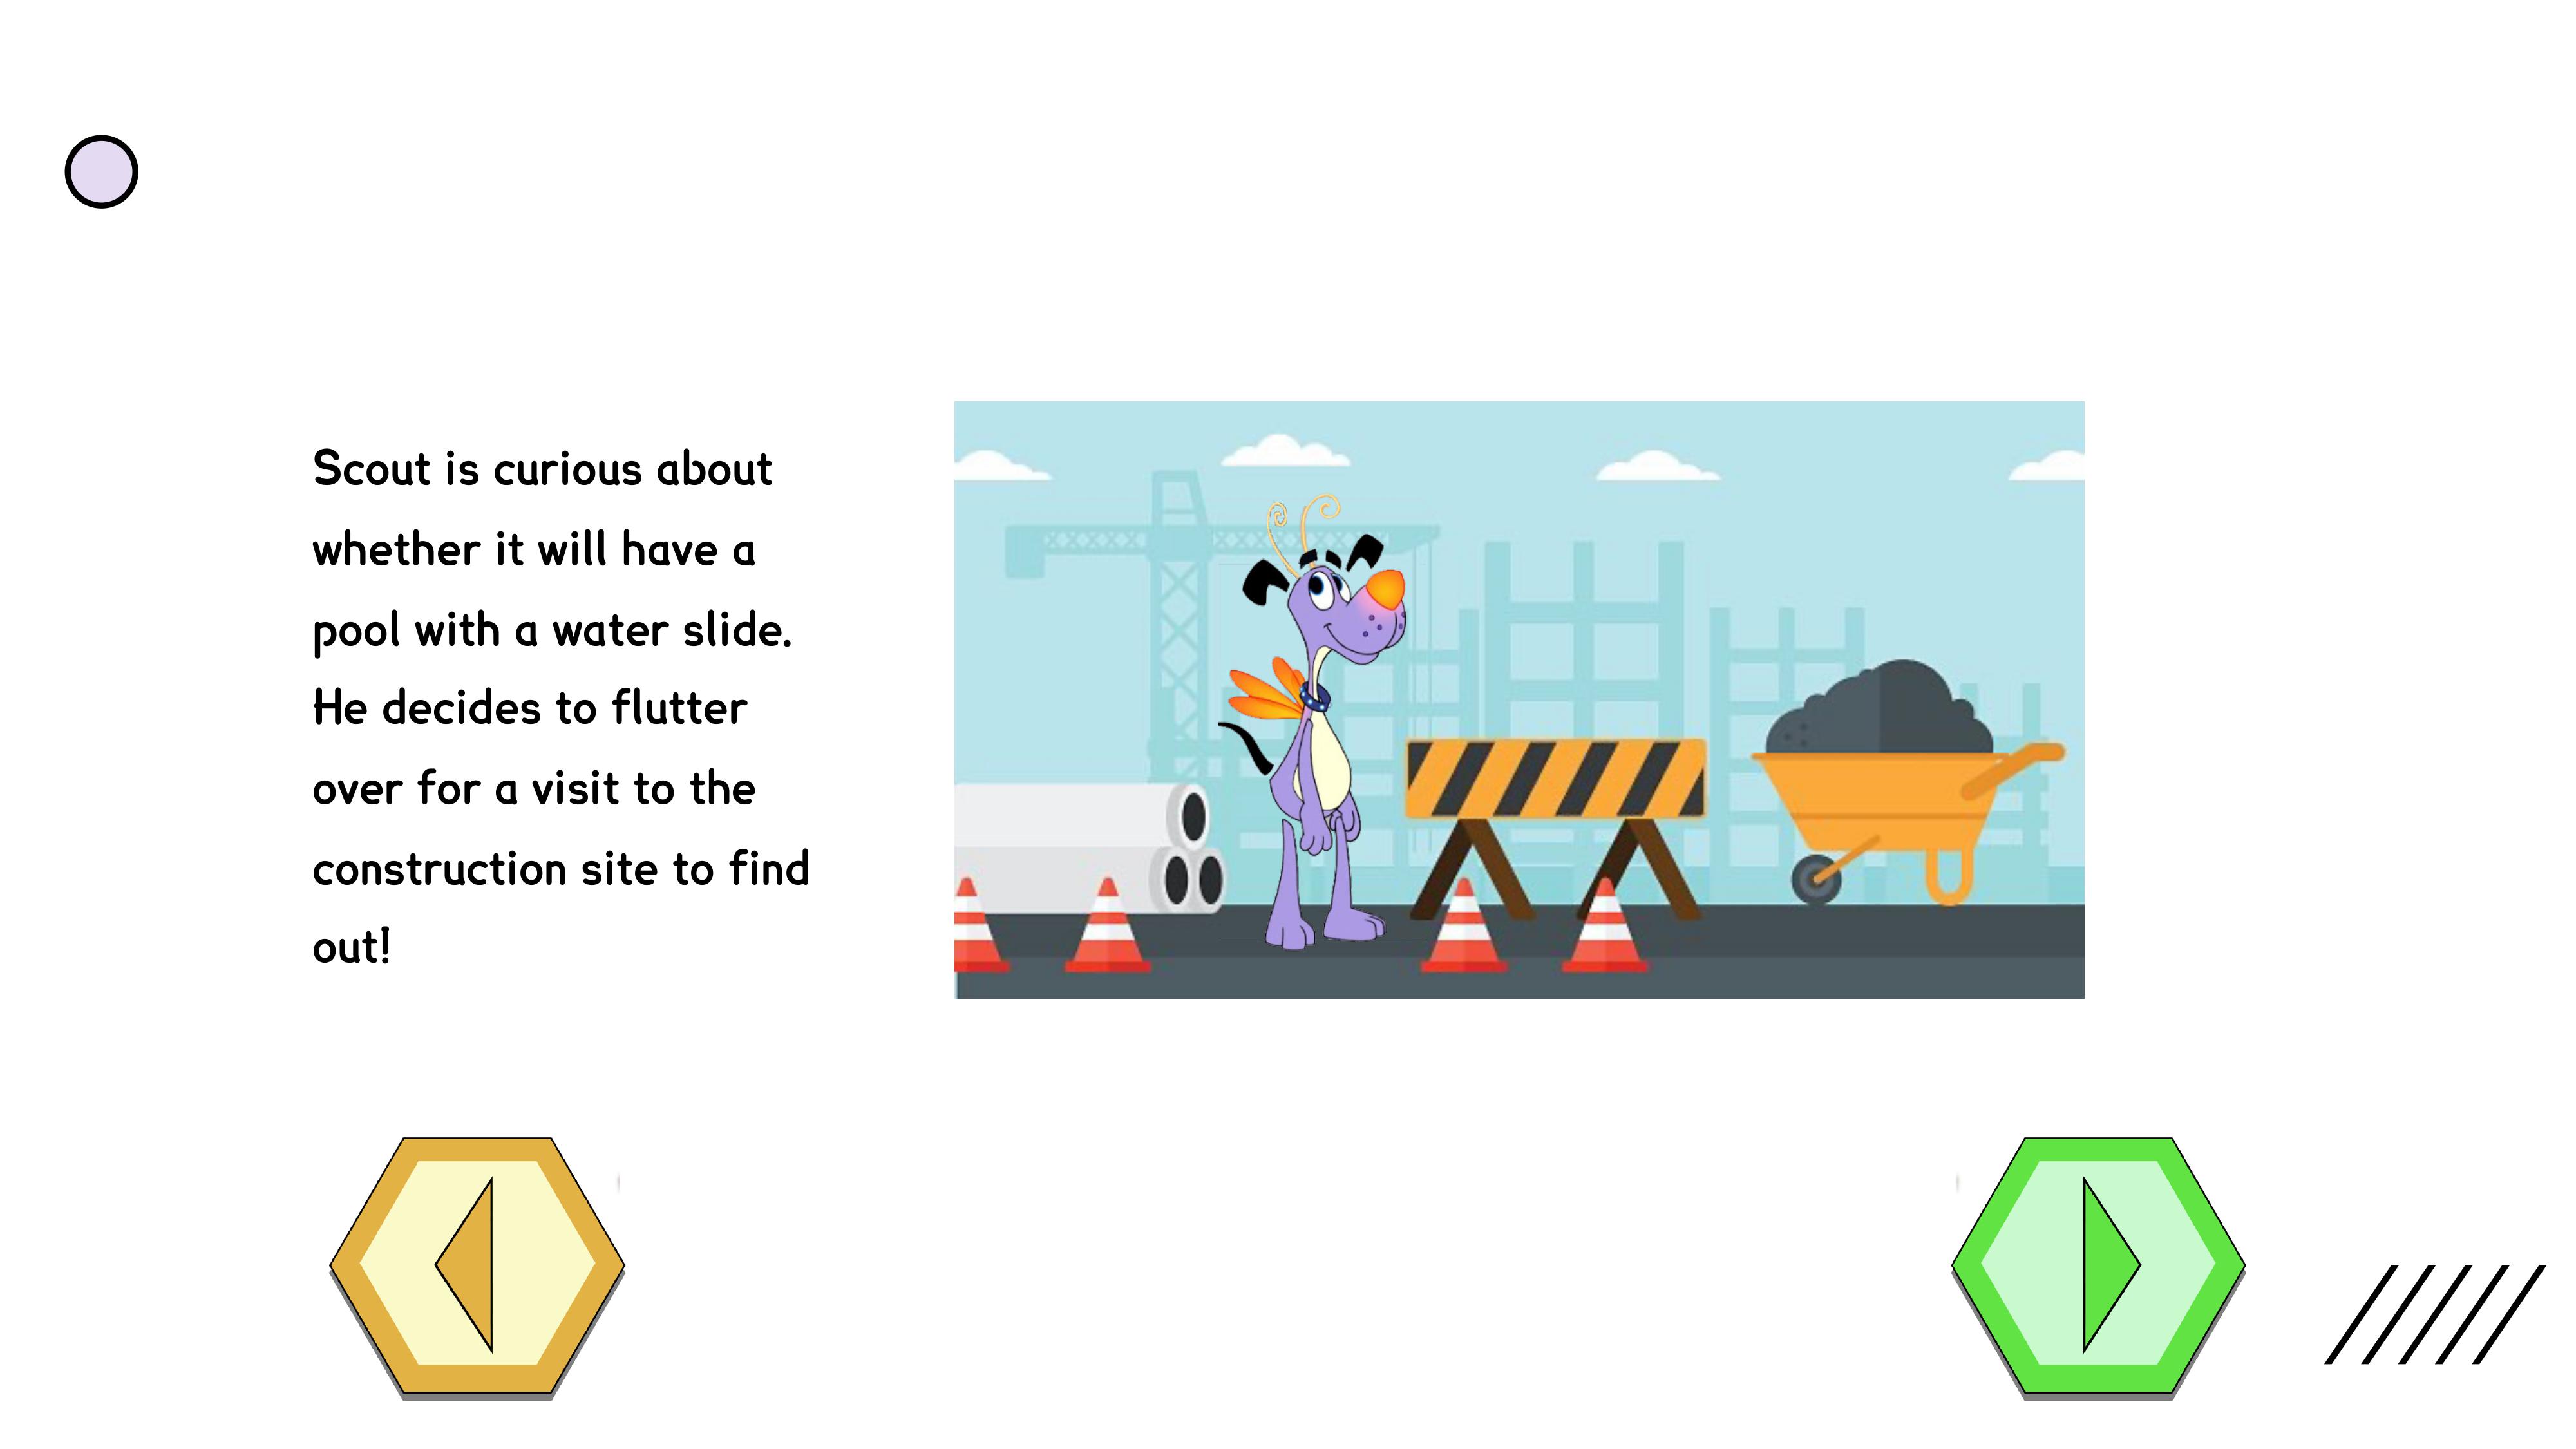 Scout is curious about
whether it will have a
pool with a water slide.
He decides to flutter
over for a visit to the
construction site to find
out!